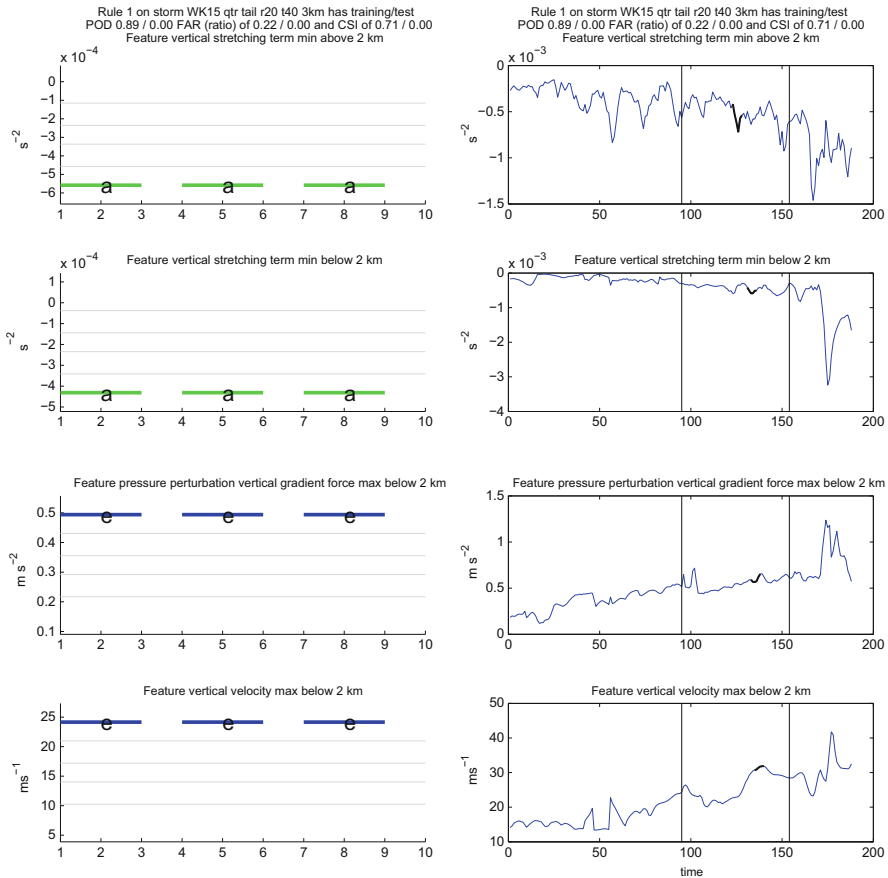 Rule 1 on storm WK15 qtr tail r20 t40 3km has training/test
POD 0.89 / 0.00 FAR (ratio) of 0.22 / 0.00 and CSI of 0.71 / 0.00
Feature vertical stretching term min above 2 km
x 10⁻⁴
0
−1
−2
−3
−4
−5
−6
s⁻²
a a a
1 2 3 4 5 6 7 8 9 10
Rule 1 on storm WK15 qtr tail r20 t40 3km has training/test
POD 0.89 / 0.00 FAR (ratio) of 0.22 / 0.00 and CSI of 0.71 / 0.00
Feature vertical stretching term min above 2 km
x 10⁻³
0
−0.5
−1
−1.5
s⁻²
0 50 100 150 200
Feature vertical stretching term min below 2 km
x 10⁻⁴
1
0
−1
−2
−3
−4
−5
s⁻²
a a a
1 2 3 4 5 6 7 8 9 10
Feature vertical stretching term min below 2 km
x 10⁻³
0
−1
−2
−3
−4
s⁻²
0 50 100 150 200
Feature pressure perturbation vertical gradient force max below 2 km
0.5
0.4
0.3
0.2
0.1
m s⁻²
e e e
1 2 3 4 5 6 7 8 9 10
Feature pressure perturbation vertical gradient force max below 2 km
1.5
1
0.5
0
m s⁻²
0 50 100 150 200
Feature vertical velocity max below 2 km
25
20
15
10
5
ms⁻¹
e e e
1 2 3 4 5 6 7 8 9 10
Feature vertical velocity max below 2 km
50
40
30
20
10
ms⁻¹
0 50 100 150 200
time